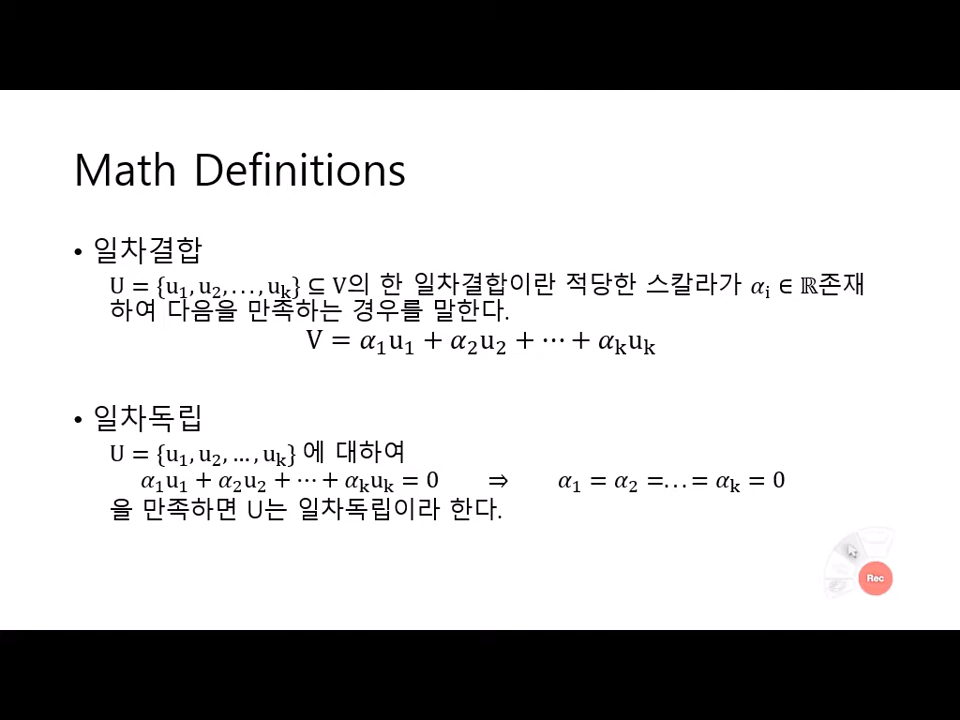 Math Definitions
• 일차결합
U = {u₁, u₂, . . . , uₖ} ⊆ V의 한 일차결합이란 적당한 스칼라가 αᵢ ∈ ℝ존재
하여 다음을 만족하는 경우를 말한다.
V = α₁u₁ + α₂u₂ + ⋯ + αₖuₖ
• 일차독립
U = {u₁, u₂, … , uₖ} 에 대하여
α₁u₁ + α₂u₂ + ⋯ + αₖuₖ = 0 ⇒ α₁ = α₂ =. . . = αₖ = 0
을 만족하면 U는 일차독립이라 한다.
Rec